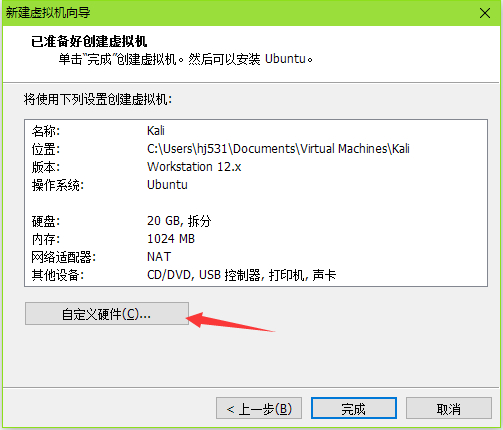 新建虚拟机向导
已准备好创建虚拟机
单击“完成”创建虚拟机。然后可以安装 Ubuntu。
将使用下列设置创建虚拟机:
名称: Kali
位置: C:\Users\hj531\Documents\Virtual Machines\Kali
版本: Workstation 12.x
操作系统: Ubuntu
硬盘: 20 GB, 拆分
内存: 1024 MB
网络适配器: NAT
其他设备: CD/DVD, USB 控制器, 打印机, 声卡
自定义硬件(C)...
< 上一步(B) 完成 取消